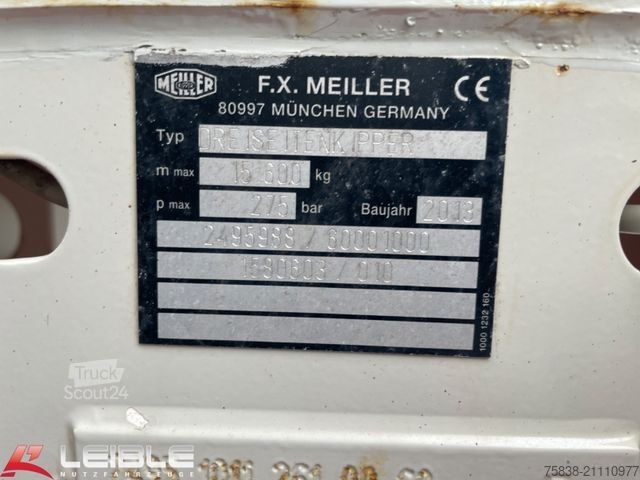 MEILLER
F.X. MEILLER CE
80997 MÜNCHEN GERMANY
Typ DREISEITENKIPPER
m max 15 600 kg
p max 275 bar Baujahr 2013
2495988 / 60001000
1580603 / 010
1000 1232 160
Truck
Scout24
LEIBLE
NUTZFAHRZEUGE
75838-21110977